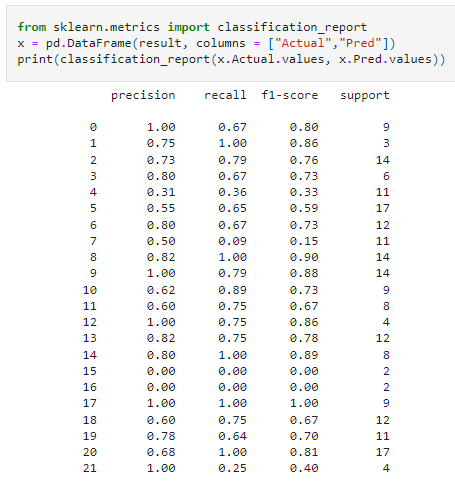 from sklearn.metrics import classification_report
x = pd.DataFrame(result, columns = ["Actual","Pred"])
print(classification_report(x.Actual.values, x.Pred.values))
precision recall f1-score support
0 1.00 0.67 0.80 9
1 0.75 1.00 0.86 3
2 0.73 0.79 0.76 14
3 0.80 0.67 0.73 6
4 0.31 0.36 0.33 11
5 0.55 0.65 0.59 17
6 0.80 0.67 0.73 12
7 0.50 0.09 0.15 11
8 0.82 1.00 0.90 14
9 1.00 0.79 0.88 14
10 0.62 0.89 0.73 9
11 0.60 0.75 0.67 8
12 1.00 0.75 0.86 4
13 0.82 0.75 0.78 12
14 0.80 1.00 0.89 8
15 0.00 0.00 0.00 2
16 0.00 0.00 0.00 2
17 1.00 1.00 1.00 9
18 0.60 0.75 0.67 12
19 0.78 0.64 0.70 11
20 0.68 1.00 0.81 17
21 1.00 0.25 0.40 4